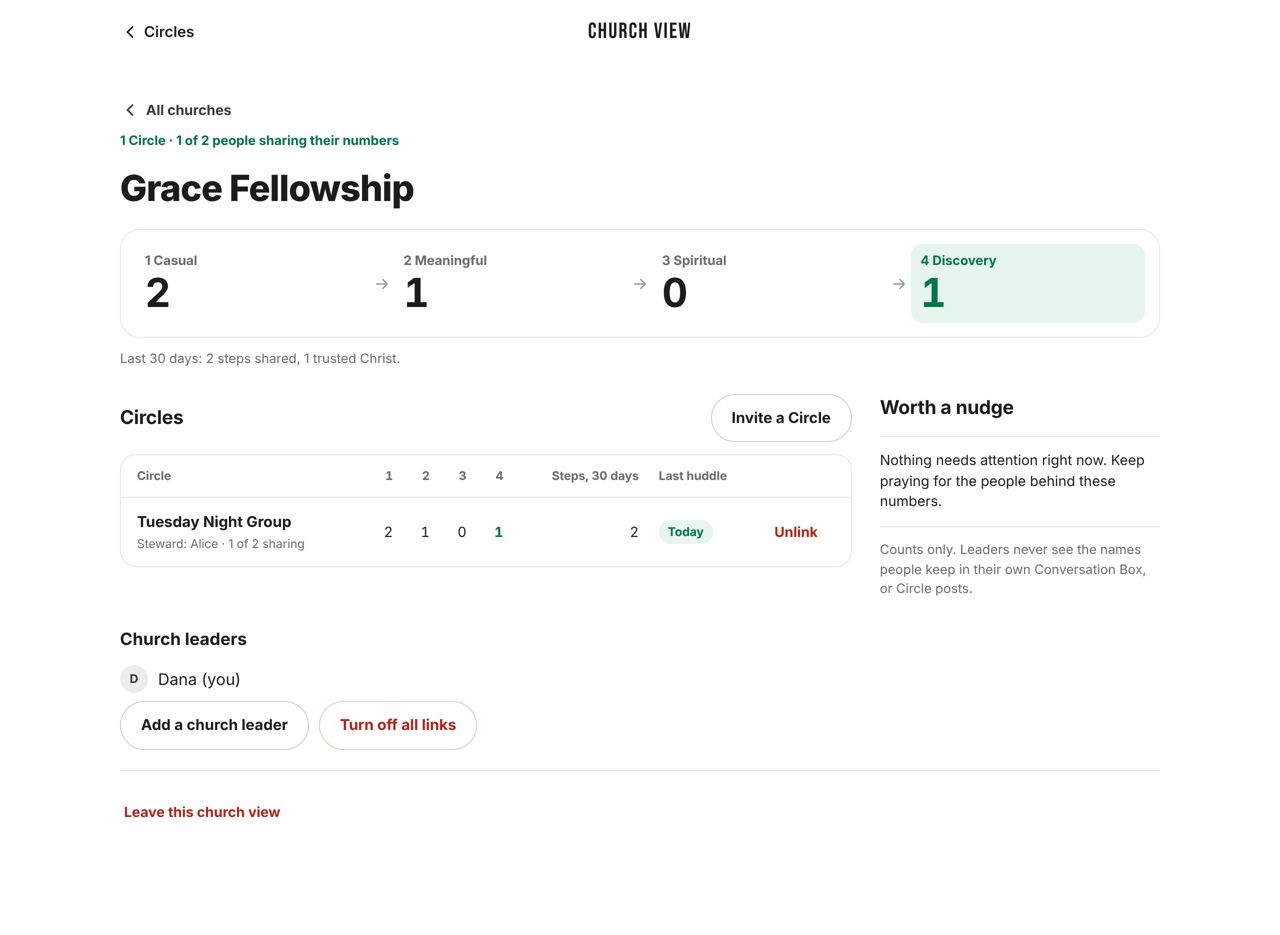 Circles
CHURCH VIEW
All churches
1 Circle · 1 of 2 people sharing their numbers
Grace Fellowship
1 Casual
2
2 Meaningful
1
3 Spiritual
0
4 Discovery
1
Last 30 days: 2 steps shared, 1 trusted Christ.
Circles
Invite a Circle
Circle 1 2 3 4 Steps, 30 days Last huddle
Tuesday Night Group 2 1 0 1 2 Today Unlink
Steward: Alice · 1 of 2 sharing
Worth a nudge
Nothing needs attention right now. Keep
praying for the people behind these
numbers.
Counts only. Leaders never see the names
people keep in their own Conversation Box,
or Circle posts.
Church leaders
D Dana (you)
Add a church leader
Turn off all links
Leave this church view